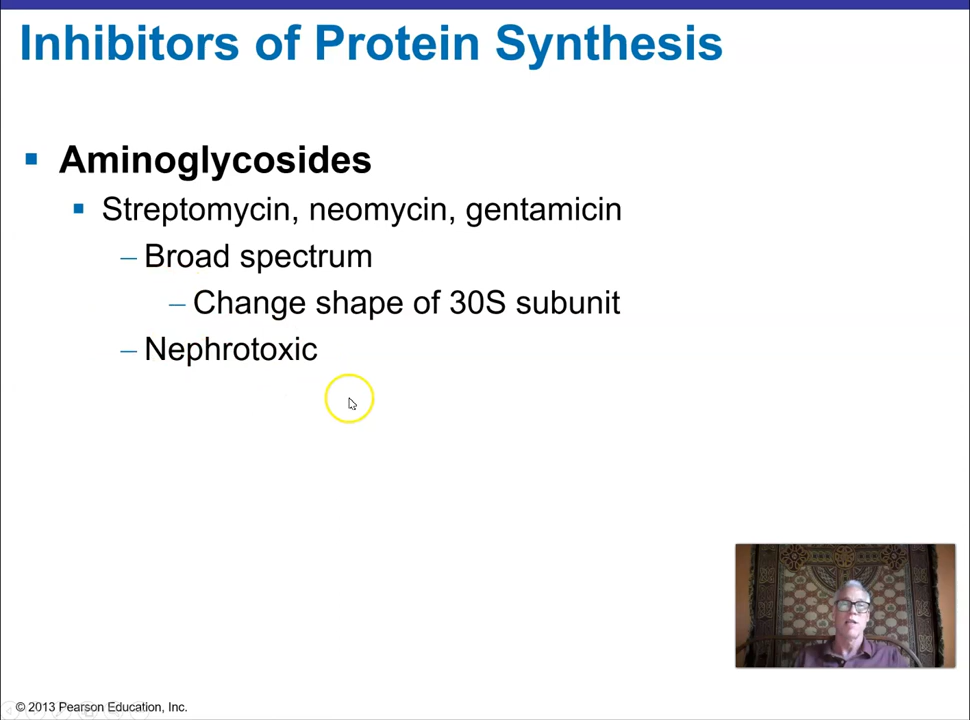 Inhibitors of Protein Synthesis
Aminoglycosides
Streptomycin, neomycin, gentamicin
– Broad spectrum
– Change shape of 30S subunit
– Nephrotoxic
© 2013 Pearson Education, Inc.